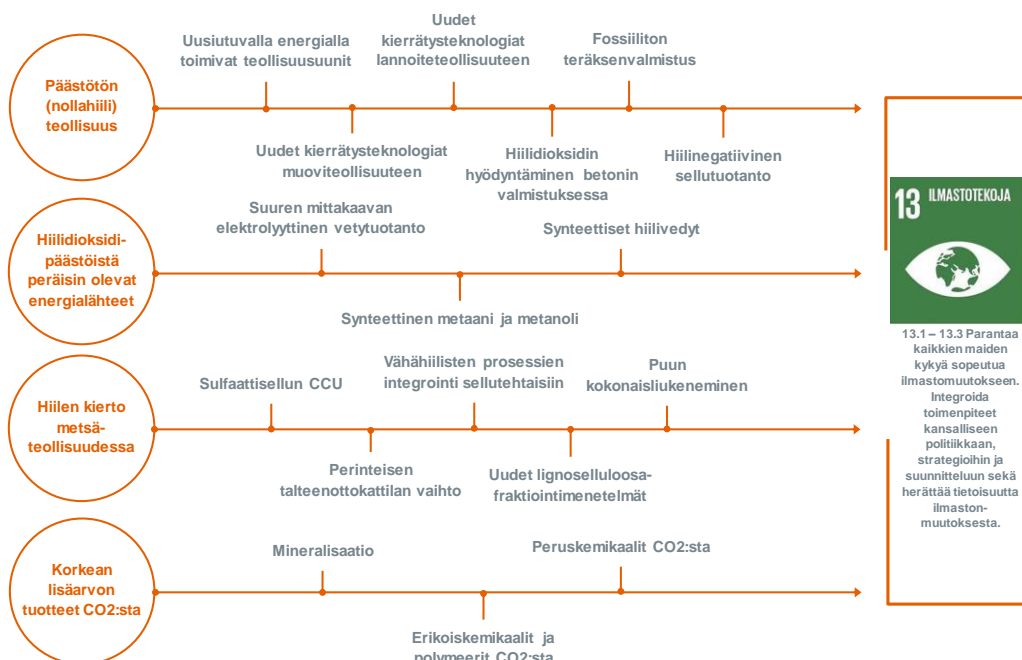 Päästötön
(nollahiili)
teollisuus
Uusiutuvalla energialla
toimivat teollisuusuunit
Uudet
kierrätysteknologiat
lannoiteteollisuuteen
Fossiiliton
teräksenvalmistus
Uudet kierrätysteknologiat
muoviteollisuuteen
Hiilidioksidin
hyödyntäminen betonin
valmistuksessa
Hiilinegatiivinen
sellutuotanto
Hiilidioksidi-
päästöistä
peräisin olevat
energialähteet
Suuren mittakaavan
elektrolyyttinen vetytuotanto
Synteettiset hiilivedyt
Synteettinen metaani ja metanoli
Hiilen kierto
metsä-
teollisuudessa
Sulfaattisellun CCU
Vähähiilisten prosessien
integrointi sellutehtaisiin
Puun
kokonaisliukeneminen
Perinteisen
talteenottokattilan vaihto
Uudet lignoselluloosa-
fraktiointimenetelmät
Korkean
lisäarvon
tuotteet CO2:sta
Mineralisaatio
Peruskemikaalit CO2:sta
Erikoiskemikaalit ja
polymeerit CO2:sta
13 ILMASTOTEKOJA
13.1 – 13.3 Parantaa
kaikkien maiden
kykyä sopeutua
ilmastomuutokseen.
Integroida
toimenpiteet
kansalliseen
politiikkaan,
strategioihin ja
suunnitteluun sekä
herättää tietoisuutta
ilmaston-
muutoksesta.